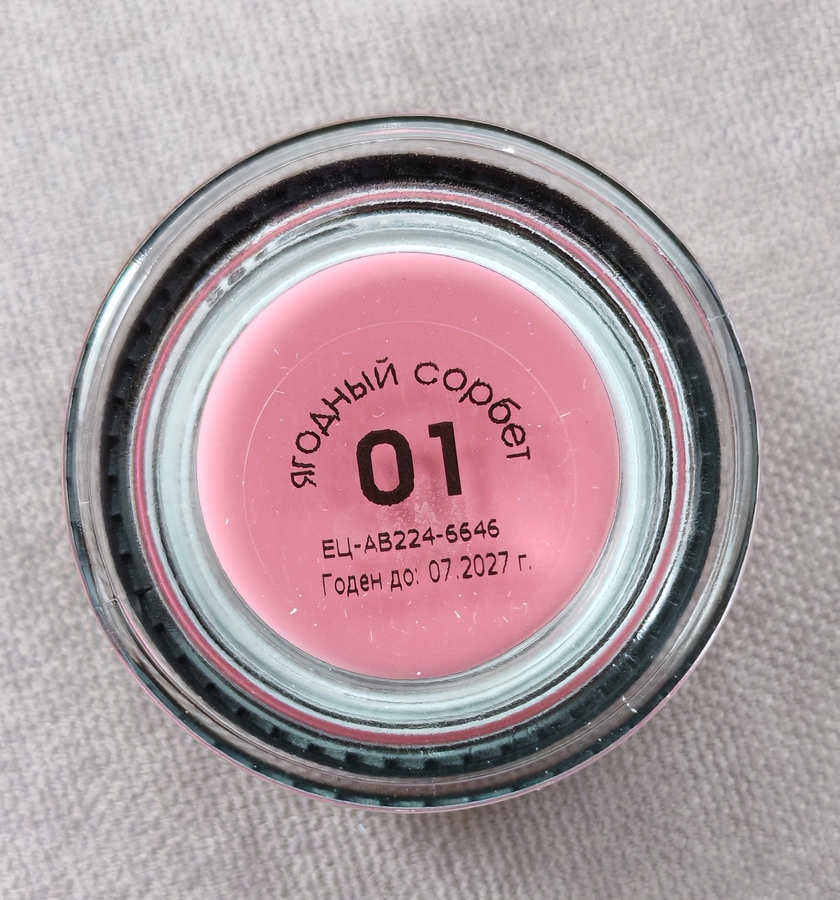 ягодный сорбет
01
ЕЦ-АВ224-6646
Годен до: 07.2027 г.